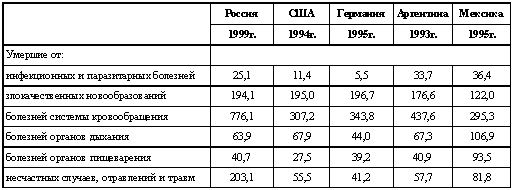 Россия США Германия Аргентина Мексика
1999г. 1994г. 1995г. 1993г. 1995г.
Умершие от:
инфекционных и паразитарных болезней 25,1 11,4 5,5 33,7 36,4
злокачественных новообразований 194,1 195,0 196,7 176,6 122,0
болезней системы кровообращения 776,1 307,2 343,8 437,6 295,3
болезней органов дыхания 63,9 67,9 44,0 67,3 106,9
болезней органов пищеварения 40,7 27,5 39,2 40,9 93,5
несчастных случаев, отравлений и травм 203,1 55,5 41,2 57,7 81,8